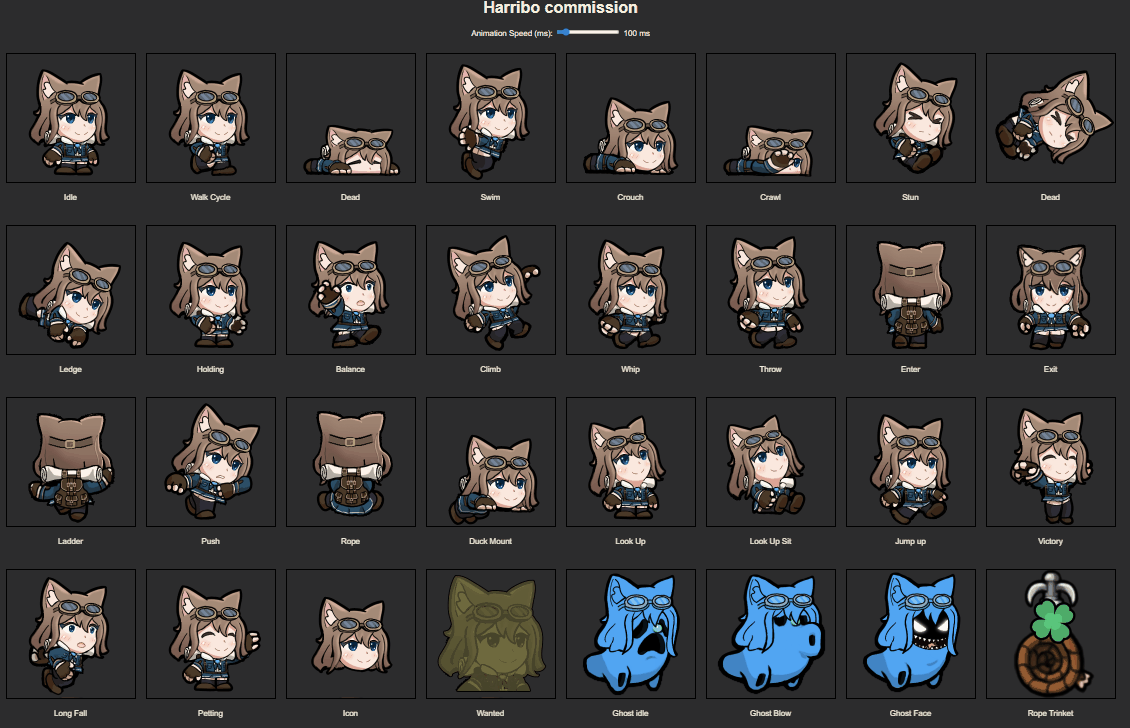 Harribo commission
Animation Speed (ms): 100 ms
Idle
Walk Cycle
Dead
Swim
Crouch
Crawl
Stun
Dead
Ledge
Holding
Balance
Climb
Whip
Throw
Enter
Exit
Ladder
Push
Rope
Duck Mount
Look Up
Look Up Sit
Jump up
Victory
Long Fall
Petting
Icon
Wanted
Ghost idle
Ghost Blow
Ghost Face
Rope Trinket